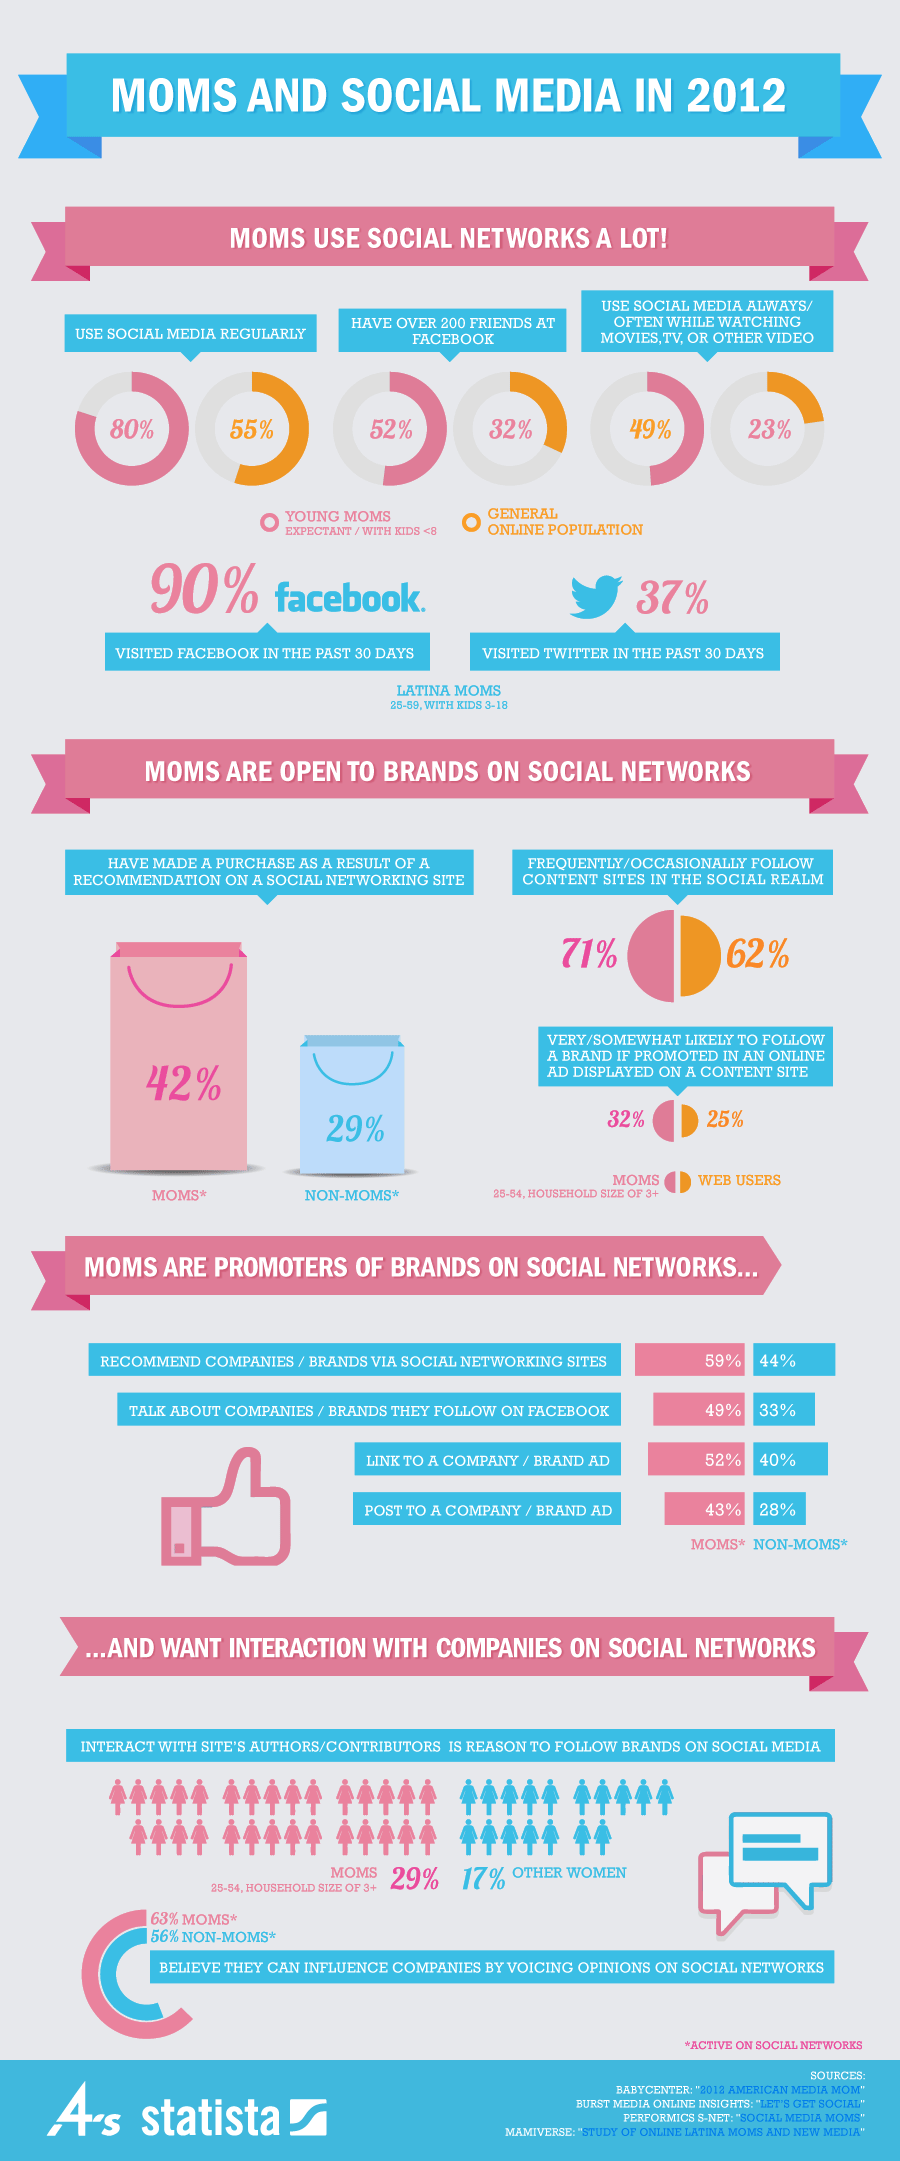 MOMS AND SOCIAL MEDIA IN 2012
MOMS USE SOCIAL NETWORKS A LOT!
USE SOCIAL MEDIA REGULARLY
80%
55%
HAVE OVER 200 FRIENDS AT
FACEBOOK
52%
32%
USE SOCIAL MEDIA ALWAYS/
OFTEN WHILE WATCHING
MOVIES,TV, OR OTHER VIDEO
49%
23%
YOUNG MOMS
EXPECTANT / WITH KIDS <8
GENERAL
ONLINE POPULATION
90% facebook.
VISITED FACEBOOK IN THE PAST 30 DAYS
37%
VISITED TWITTER IN THE PAST 30 DAYS
LATINA MOMS
25-59, WITH KIDS 3-18
MOMS ARE OPEN TO BRANDS ON SOCIAL NETWORKS
HAVE MADE A PURCHASE AS A RESULT OF A
RECOMMENDATION ON A SOCIAL NETWORKING SITE
42%
29%
MOMS*
NON-MOMS*
FREQUENTLY/OCCASIONALLY FOLLOW
CONTENT SITES IN THE SOCIAL REALM
71%
62%
VERY/SOMEWHAT LIKELY TO FOLLOW
A BRAND IF PROMOTED IN AN ONLINE
AD DISPLAYED ON A CONTENT SITE
32%
25%
MOMS
25-54, HOUSEHOLD SIZE OF 3+
WEB USERS
MOMS ARE PROMOTERS OF BRANDS ON SOCIAL NETWORKS...
RECOMMEND COMPANIES / BRANDS VIA SOCIAL NETWORKING SITES 59% 44%
TALK ABOUT COMPANIES / BRANDS THEY FOLLOW ON FACEBOOK 49% 33%
LINK TO A COMPANY / BRAND AD 52% 40%
POST TO A COMPANY / BRAND AD 43% 28%
MOMS* NON-MOMS*
...AND WANT INTERACTION WITH COMPANIES ON SOCIAL NETWORKS
INTERACT WITH SITE'S AUTHORS/CONTRIBUTORS IS REASON TO FOLLOW BRANDS ON SOCIAL MEDIA
MOMS
25-54, HOUSEHOLD SIZE OF 3+
29%
17% OTHER WOMEN
63% MOMS*
56% NON-MOMS*
BELIEVE THEY CAN INFLUENCE COMPANIES BY VOICING OPINIONS ON SOCIAL NETWORKS
*ACTIVE ON SOCIAL NETWORKS
A-rs statista
SOURCES:
BABYCENTER: "2012 AMERICAN MEDIA MOM"
BURST MEDIA ONLINE INSIGHTS: "LET'S GET SOCIAL"
PERFORMICS S-NET: "SOCIAL MEDIA MOMS"
MAMIVERSE: "STUDY OF ONLINE LATINA MOMS AND NEW MEDIA"